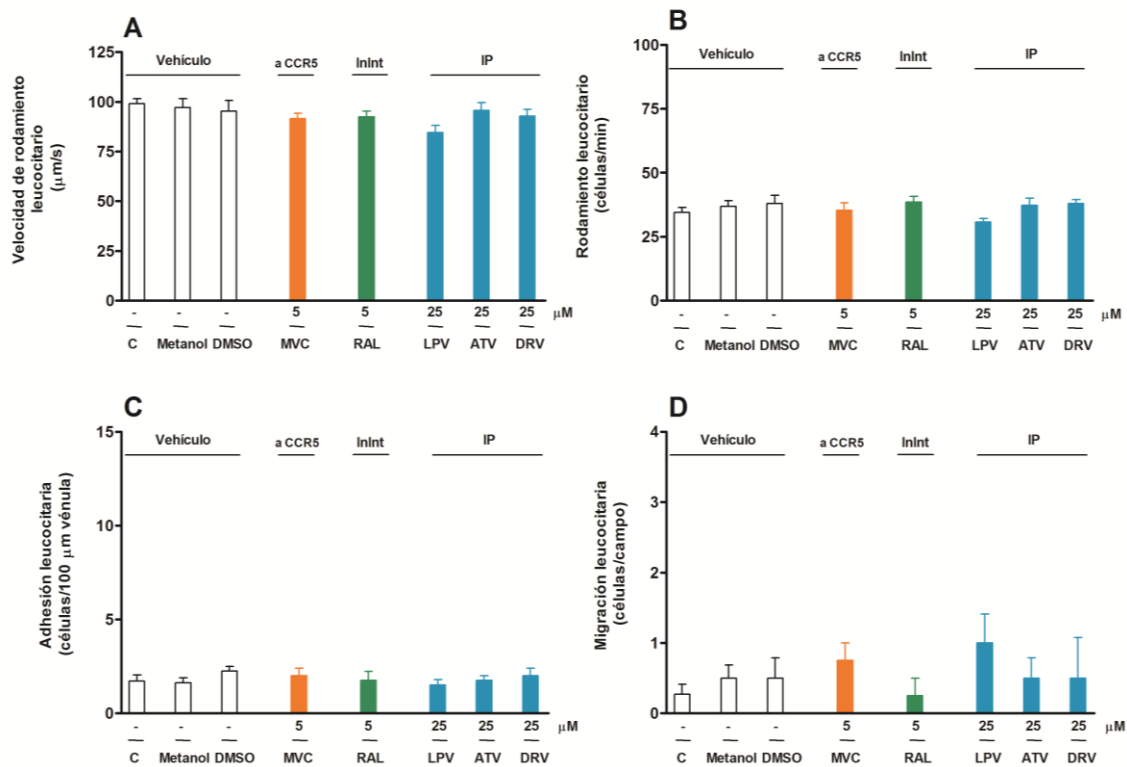 A
Vehículo a CCR5 InInt IP
Velocidad de rodamiento
leucocitario
(μm/s)
125
100
75
50
25
0
- - - 5 5 25 25 25 μM
C Metanol DMSO MVC RAL LPV ATV DRV
B
Vehículo a CCR5 InInt IP
Rodamiento leucocitario
(células/min)
100
75
50
25
0
- - - 5 5 25 25 25 μM
C Metanol DMSO MVC RAL LPV ATV DRV
C
Vehículo a CCR5 InInt IP
Adhesión leucocitaria
(células/100 μm vénula)
15
10
5
0
- - - 5 5 25 25 25 μM
C Metanol DMSO MVC RAL LPV ATV DRV
D
Vehículo a CCR5 InInt IP
Migración leucocitaria
(células/campo)
4
3
2
1
0
- - - 5 5 25 25 25 μM
C Metanol DMSO MVC RAL LPV ATV DRV